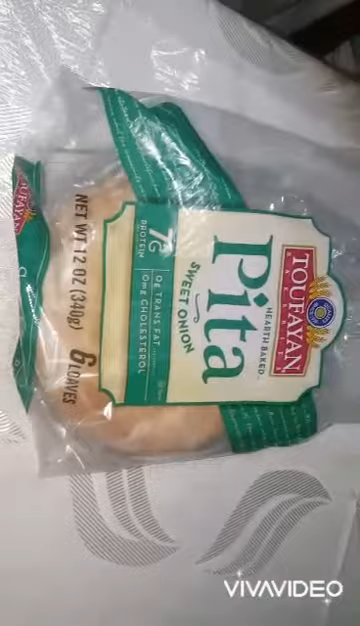 TOUFAYAN
HEARTH BAKED
Pita
SWEET ONION
7G
PROTEIN
0g TRANS FAT
0mg CHOLESTEROL
NET WT 12 OZ (340g)
6 LOAVES
TOUFAYAN
VIVAVIDEO